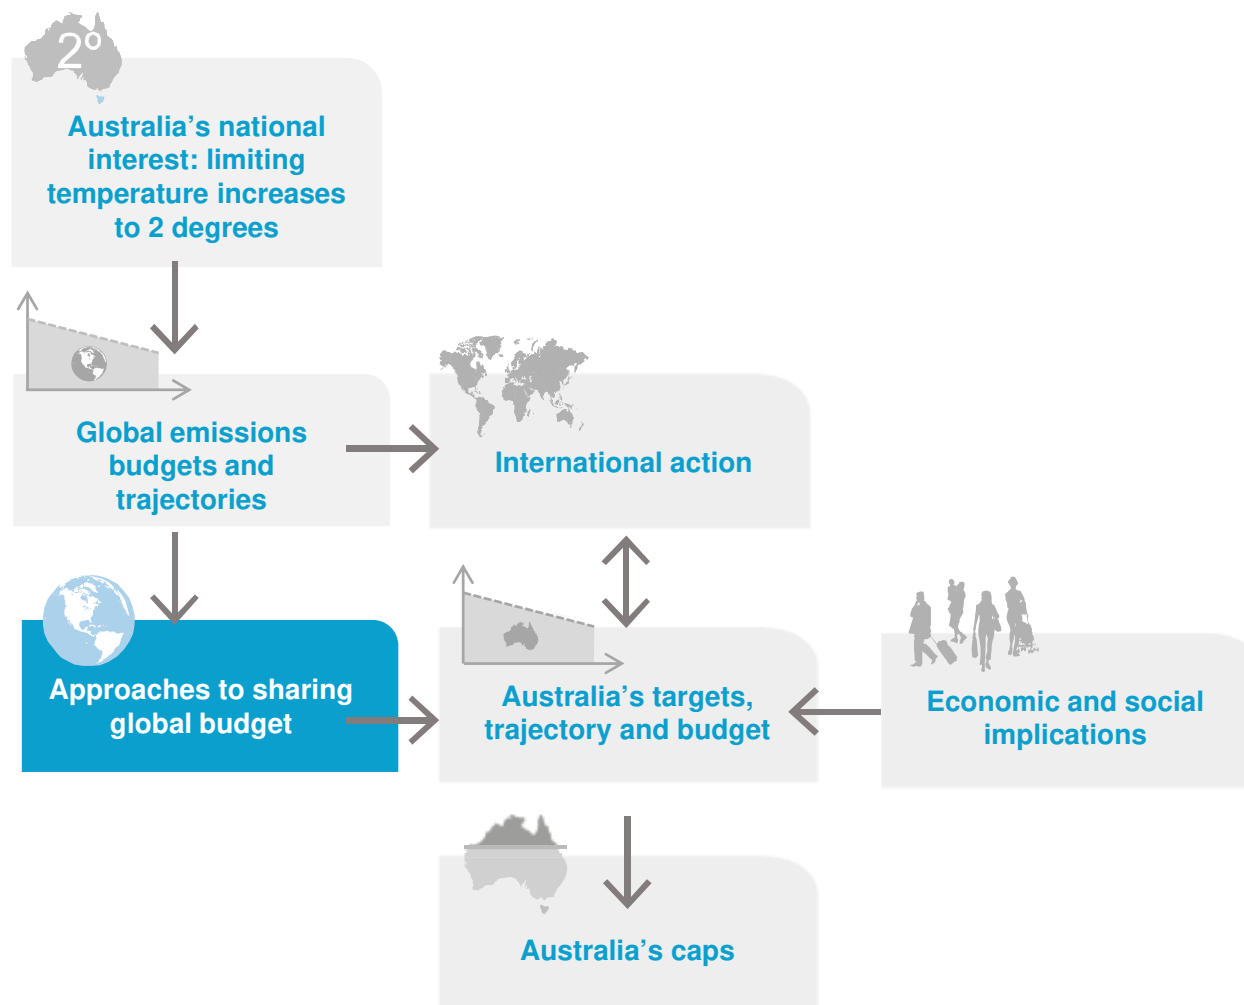 2º
Australia’s national
interest: limiting
temperature increases
to 2 degrees
Global emissions
budgets and
trajectories
International action
Approaches to sharing
global budget
Australia’s targets,
trajectory and budget
Economic and social
implications
Australia’s caps